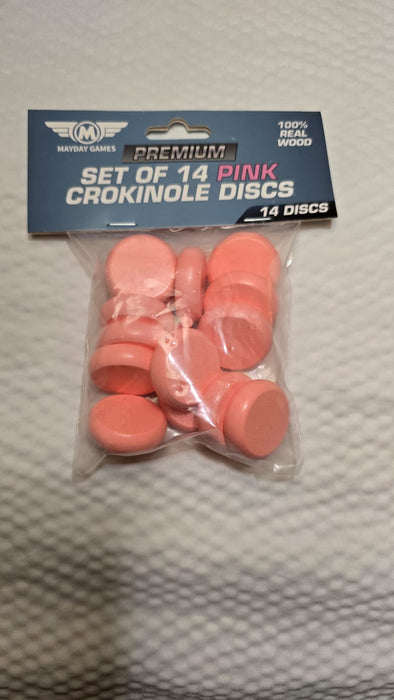 M
MAYDAY GAMES
100%
REAL
WOOD
PREMIUM
SET OF 14 PINK
CROKINOLE DISCS
14 DISCS